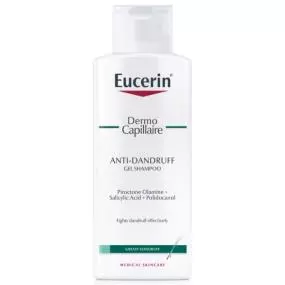 Eucerin®
Dermo
Capillaire
ANTI-DANDRUFF
GEL SHAMPOO
Piroctone Olamine +
Salicylic Acid + Polidocanol
Fights dandruff effectively
GREASY DANDRUFF
MEDICAL SKINCARE